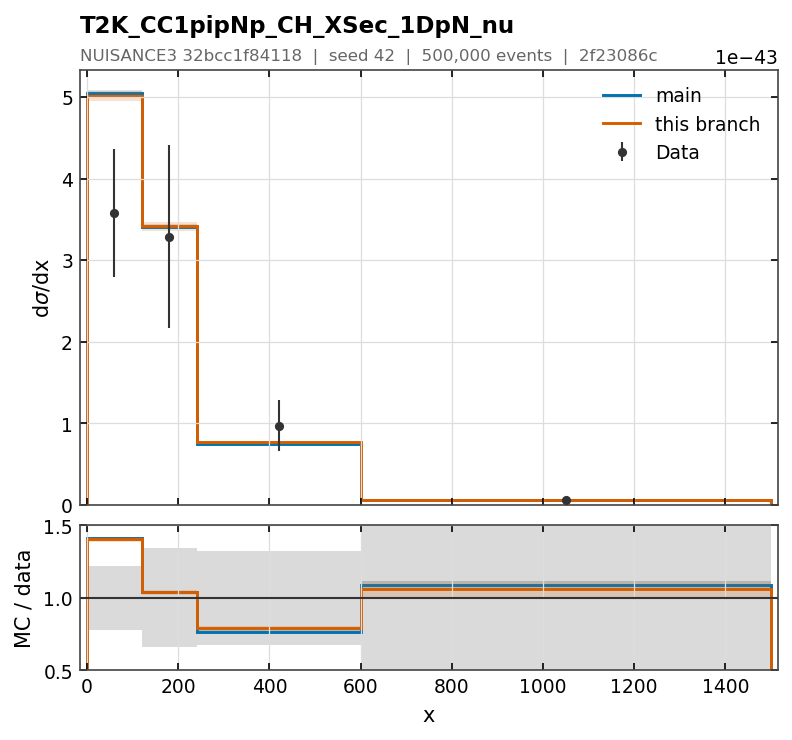 T2K_CC1pipNp_CH_XSec_1DpN_nu
NUISANCE3 32bcc1f84118 | seed 42 | 500,000 events | 2f23086c
1e−43
main
this branch
Data
5
4
3
2
1
0
dσ/dx
1.5
1.0
0.5
MC / data
0 200 400 600 800 1000 1200 1400
x